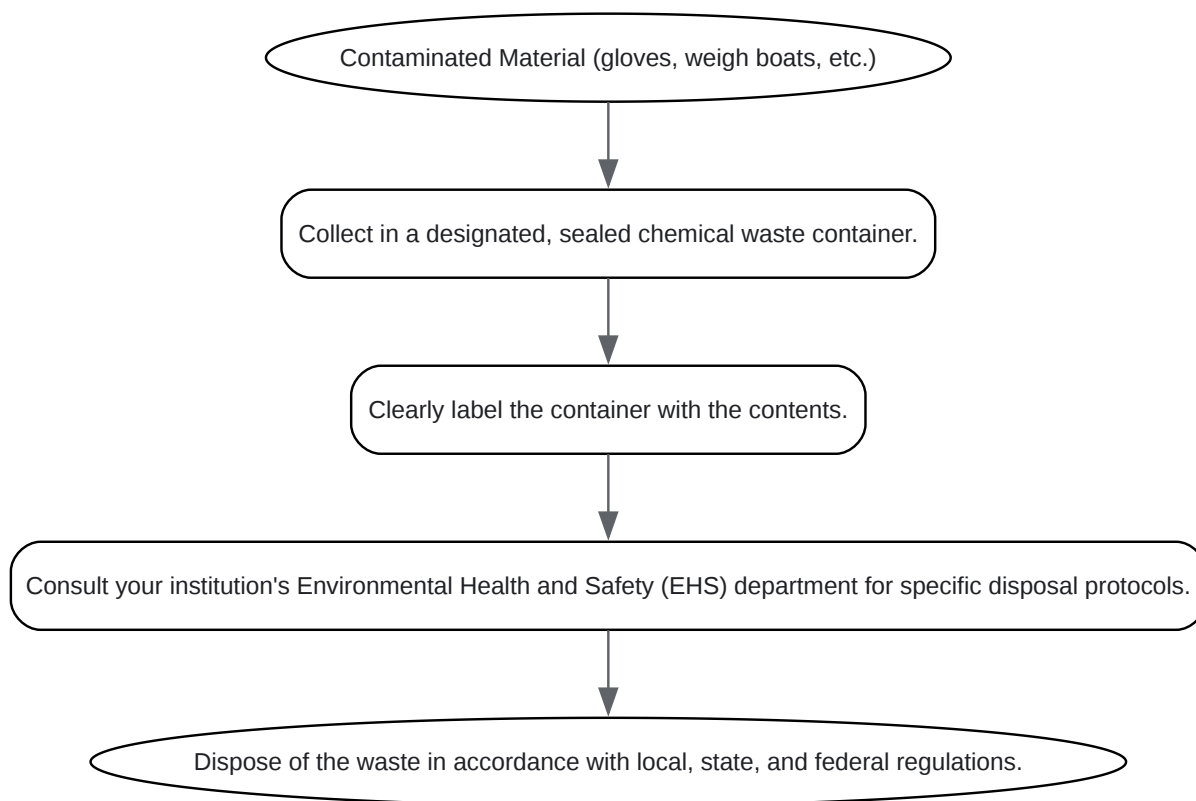 Contaminated Material (gloves, weigh boats, etc.)
Collect in a designated, sealed chemical waste container.
Clearly label the container with the contents.
Consult your institution's Environmental Health and Safety (EHS) department for specific disposal protocols.
Dispose of the waste in accordance with local, state, and federal regulations.